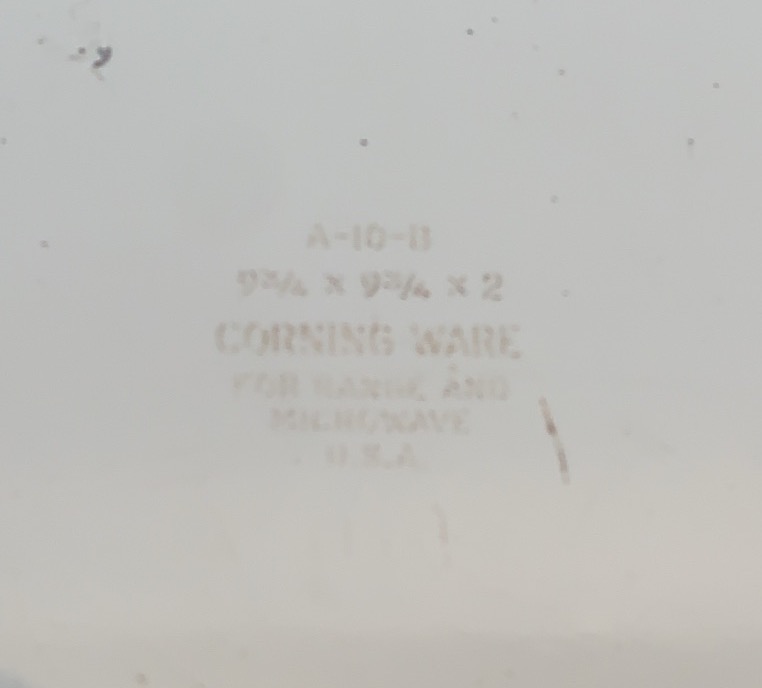 A-10-B
9¾ x 9¾ x 2
CORNING WARE
FOR RANGE AND
MICROWAVE
U.S.A.